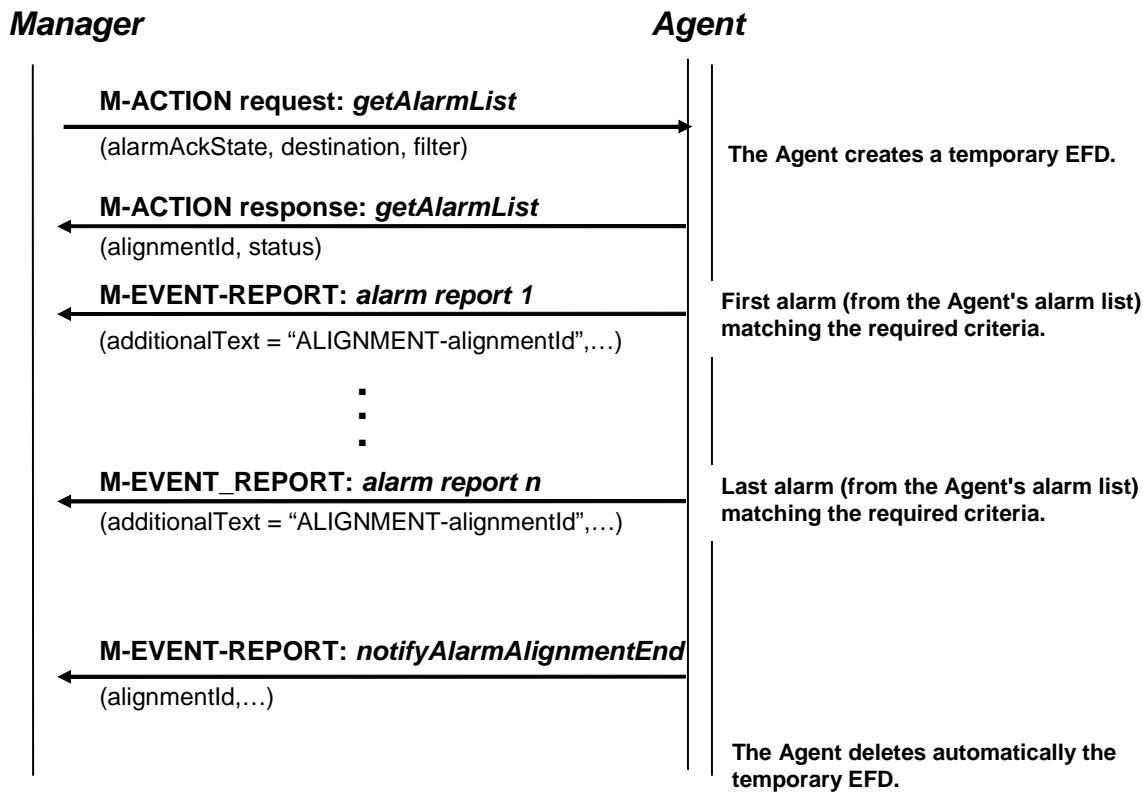 Manager
Agent
M-ACTION request: getAlarmList
(alarmAckState, destination, filter)
The Agent creates a temporary EFD.
M-ACTION response: getAlarmList
(alignmentId, status)
M-EVENT-REPORT: alarm report 1
First alarm (from the Agent's alarm list)
matching the required criteria.
(additionalText = “ALIGNMENT-alignmentId”,…)
M-EVENT_REPORT: alarm report n
Last alarm (from the Agent's alarm list)
matching the required criteria.
(additionalText = “ALIGNMENT-alignmentId”,…)
M-EVENT-REPORT: notifyAlarmAlignmentEnd
(alignmentId,…)
The Agent deletes automatically the
temporary EFD.